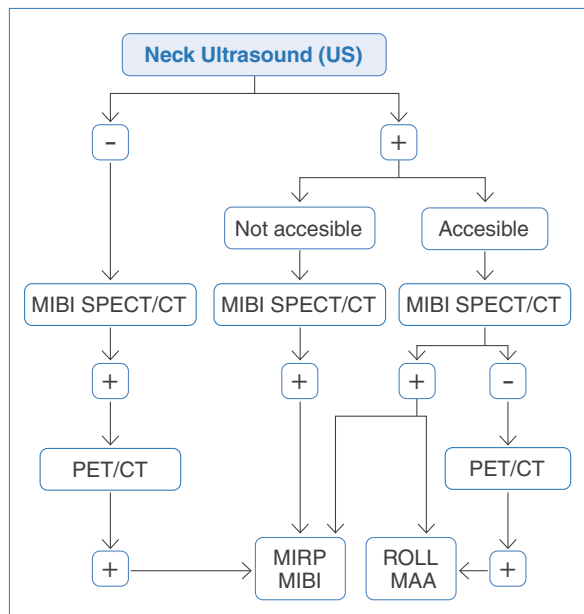 Neck Ultrasound (US)
-
+
Not accesible
Accesible
MIBI SPECT/CT
MIBI SPECT/CT
MIBI SPECT/CT
+
+
+
-
PET/CT
PET/CT
+
MIRP
MIBI
ROLL
MAA
+